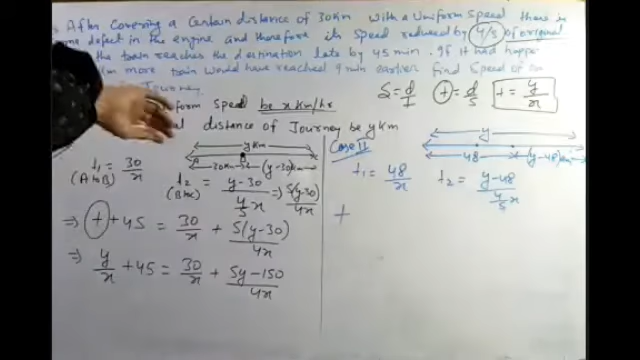 After Covering a Certain distance of 30Km with a Uniform Speed there is
some defect in the engine and therefore its speed reduced by 4/5 of original
the train reaches the destination late by 45 min. If it had happe
Km more train would have reached 9 min earlier find Speed of
Journey
S = d/T t = d/s t = y/x
form Speed be x km/hr
distance of Journey be y Km
y Km
30Km (y-30)Km
t1 = 30/x
(A to B)
t2 = y-30 / 4/5 x => 5(y-30)/4x
(B to C)
=> t + 45 = 30/x + 5(y-30)/4x
=> y/x + 45 = 30/x + 5y-150/4x
Case II
y
48 (y-48)Km
t1 = 48/x t2 = y-48 / 4/5 x
t